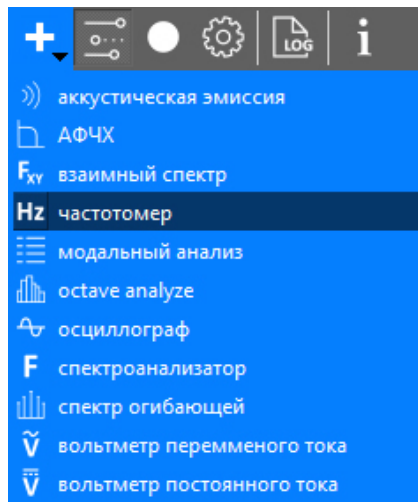 LOG i
аккустическая эмиссия
АФЧХ
Fxy взаимный спектр
Hz частотомер
модальный анализ
octave analyze
осциллограф
F спектроанализатор
спектр огибающей
Ṽ вольтметр перемменого тока
V вольтметр постоянного тока